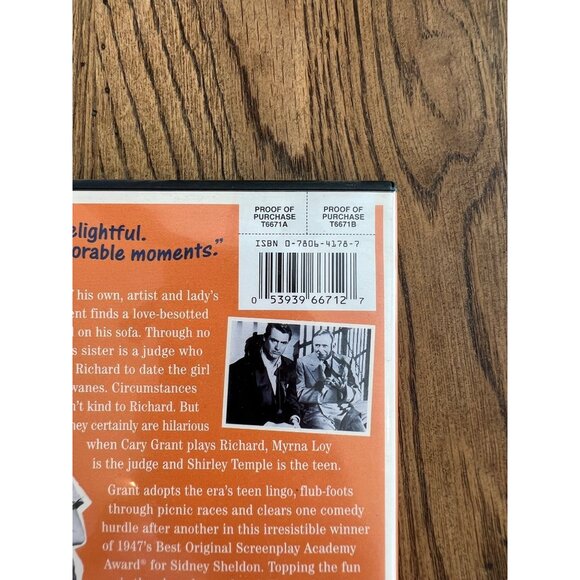 PROOF OF
PURCHASE
T6671A
PROOF OF
PURCHASE
T6671B
elightful.
orable moments."
ISBN 0-7806-4178-7
0 53939 66712 7
his own, artist and lady's
ent finds a love-besotted
on his sofa. Through no
s sister is a judge who
Richard to date the girl
wanes. Circumstances
n't kind to Richard. But
hey certainly are hilarious
when Cary Grant plays Richard, Myrna Loy
is the judge and Shirley Temple is the teen.
Grant adopts the era's teen lingo, flub-foots
through picnic races and clears one comedy
hurdle after another in this irresistible winner
of 1947's Best Original Screenplay Academy
Award® for Sidney Sheldon. Topping the fun